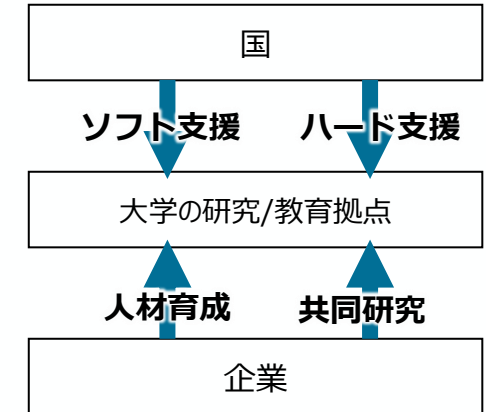 国
ソフト支援 ハード支援
大学の研究/教育拠点
人材育成 共同研究
企業